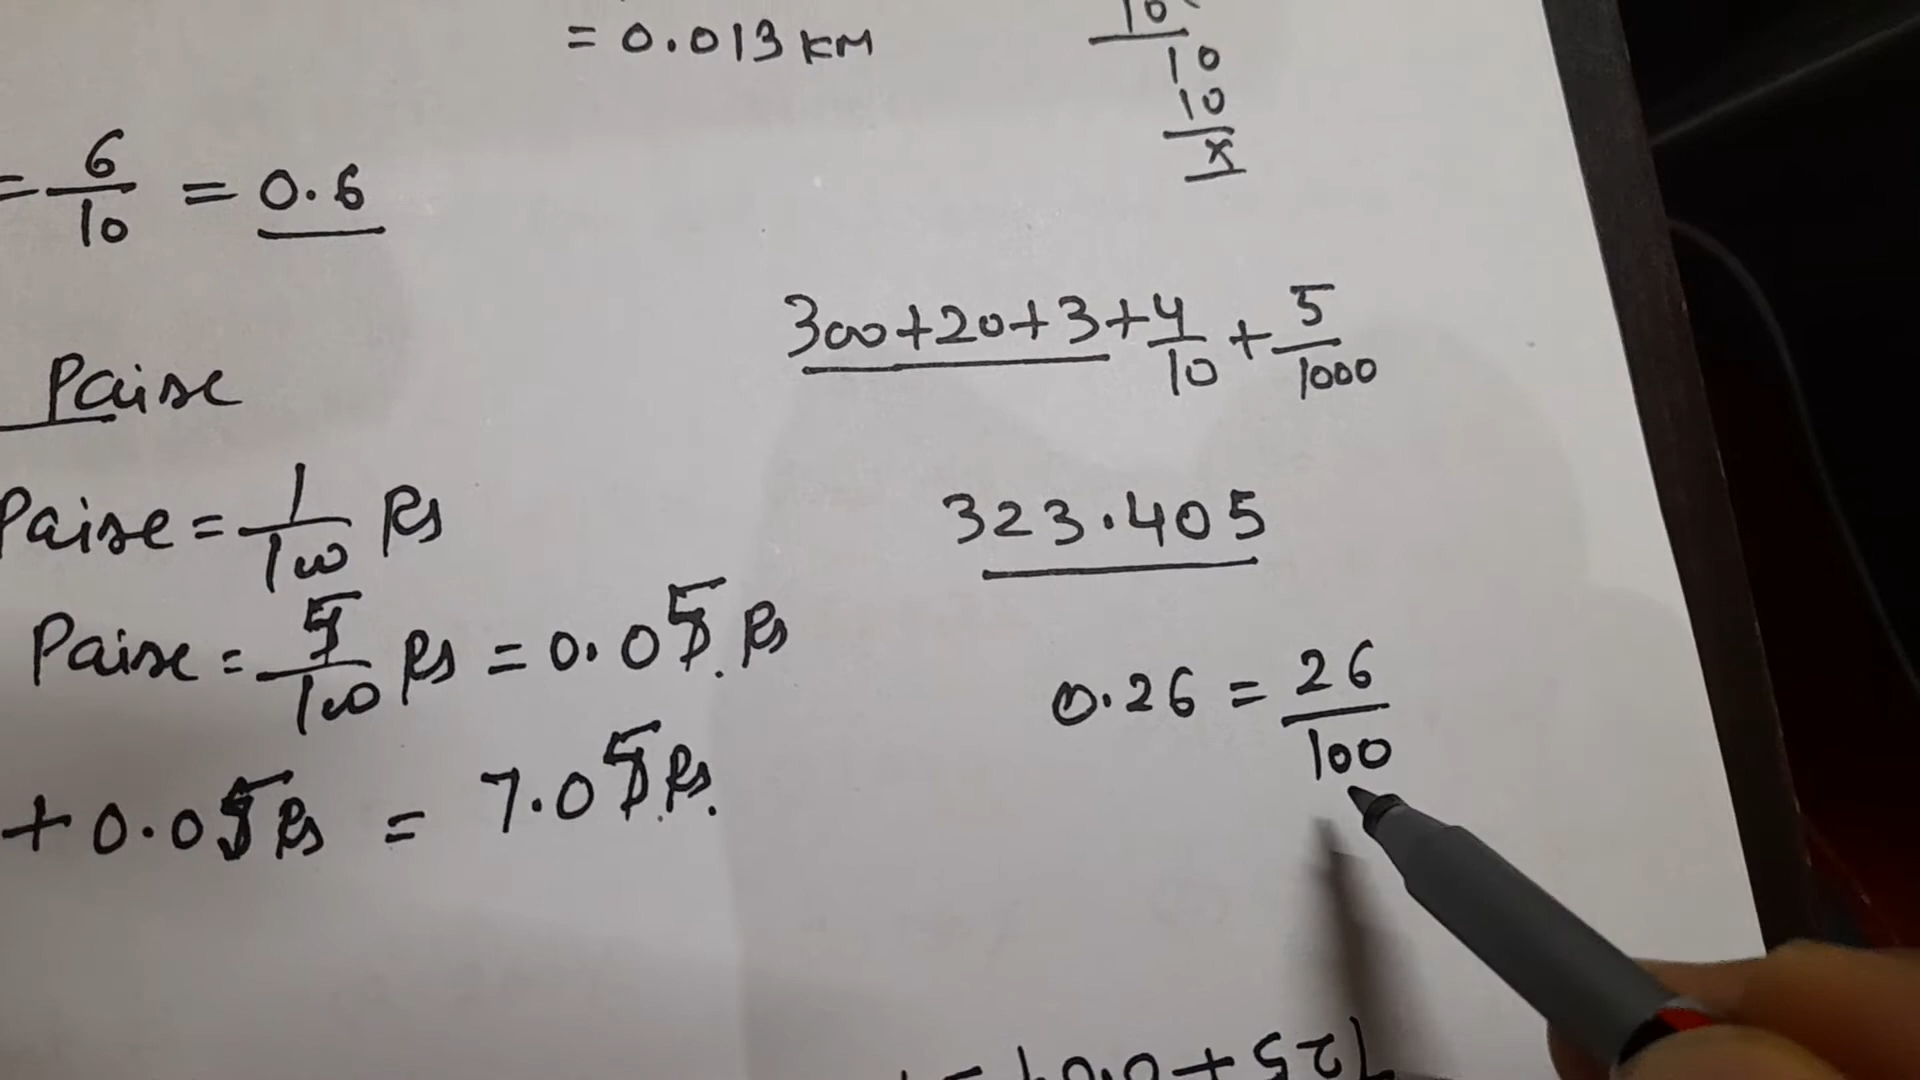 = 0.013 KM
10
10
10
x
= 6/10 = 0.6
300+20+3+4/10+5/1000
Paise
Paise = 1/100 Rs
323.405
Paise = 5/100 Rs = 0.05 Rs
0.26 = 26/100
+ 0.05 Rs = 7.05 Rs.